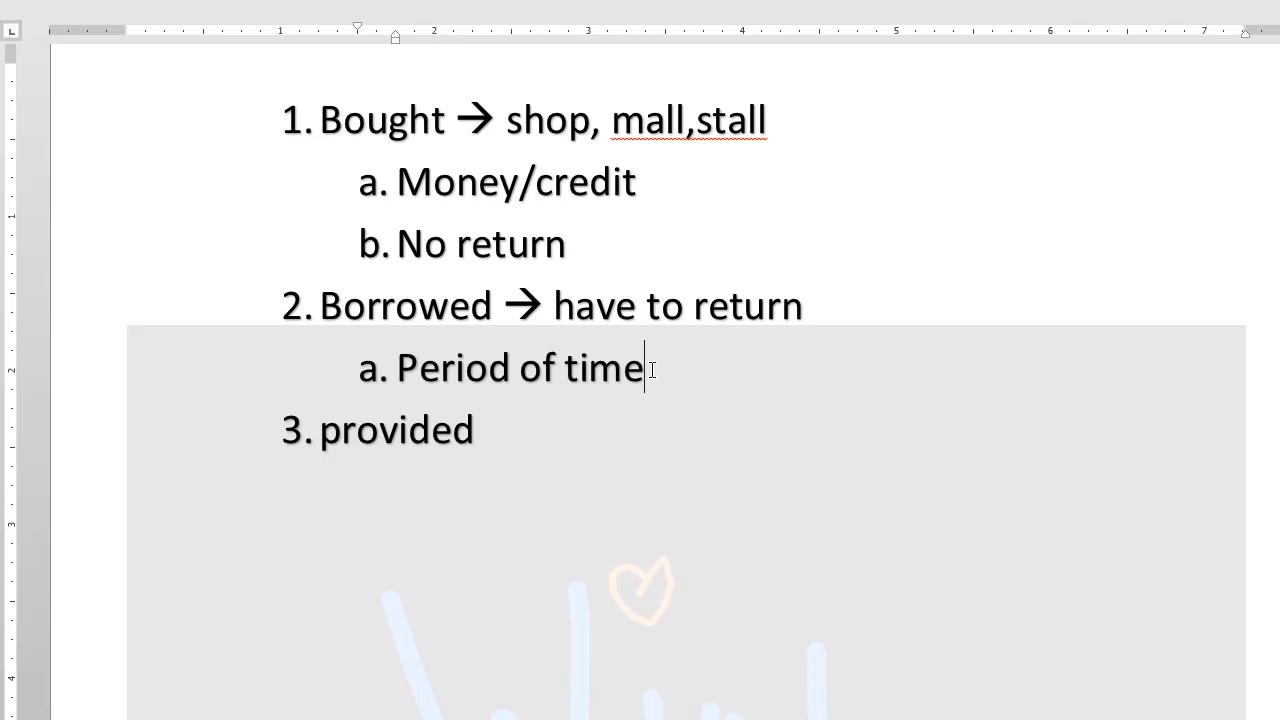 1. Bought → shop, mall,stall
a. Money/credit
b. No return
2. Borrowed → have to return
a. Period of time
3. provided